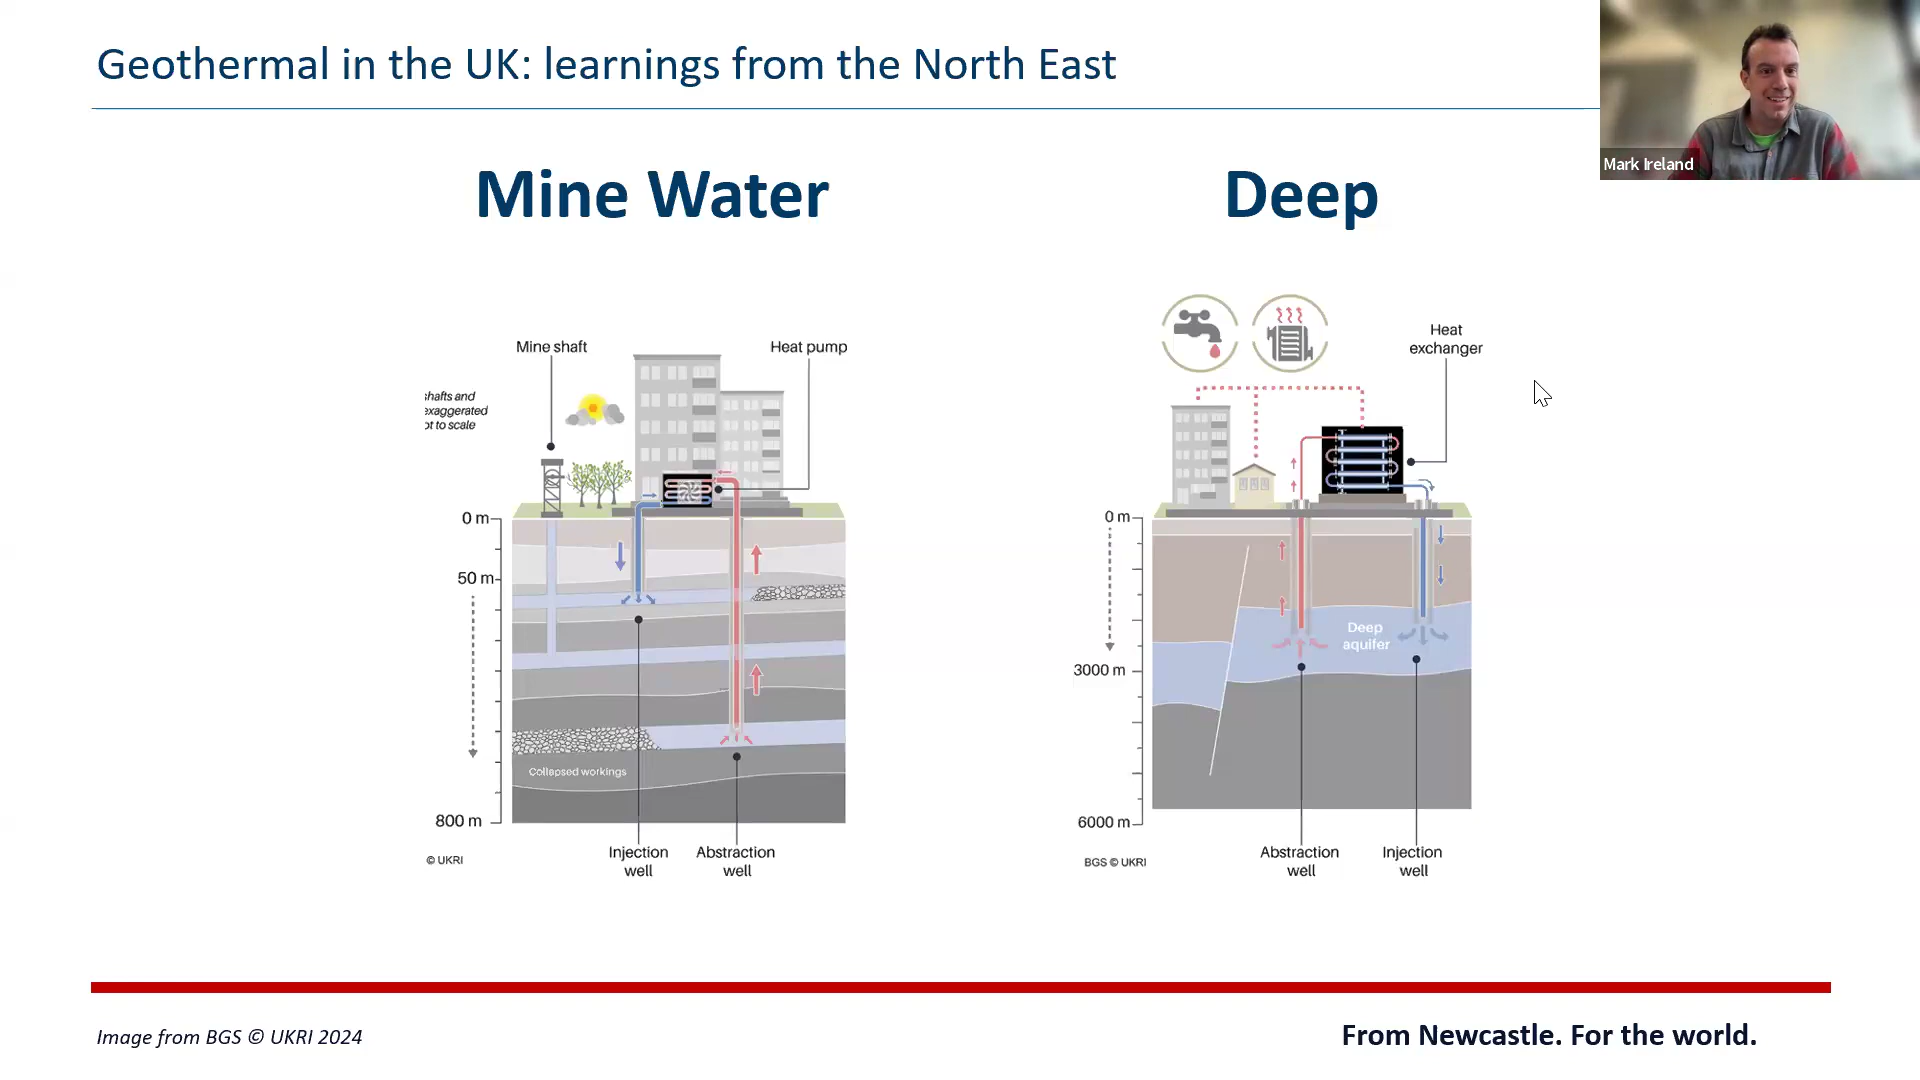 Geothermal in the UK: learnings from the North East
Mark Ireland
Mine Water
Deep
Mine shaft
Heat pump
shafts and
exaggerated
ot to scale
0 m
50 m
800 m
Collapsed workings
© UKRI
Injection
well
Abstraction
well
Heat
exchanger
0 m
3000 m
6000 m
Deep
aquifer
BGS © UKRI
Abstraction
well
Injection
well
Image from BGS © UKRI 2024
From Newcastle. For the world.